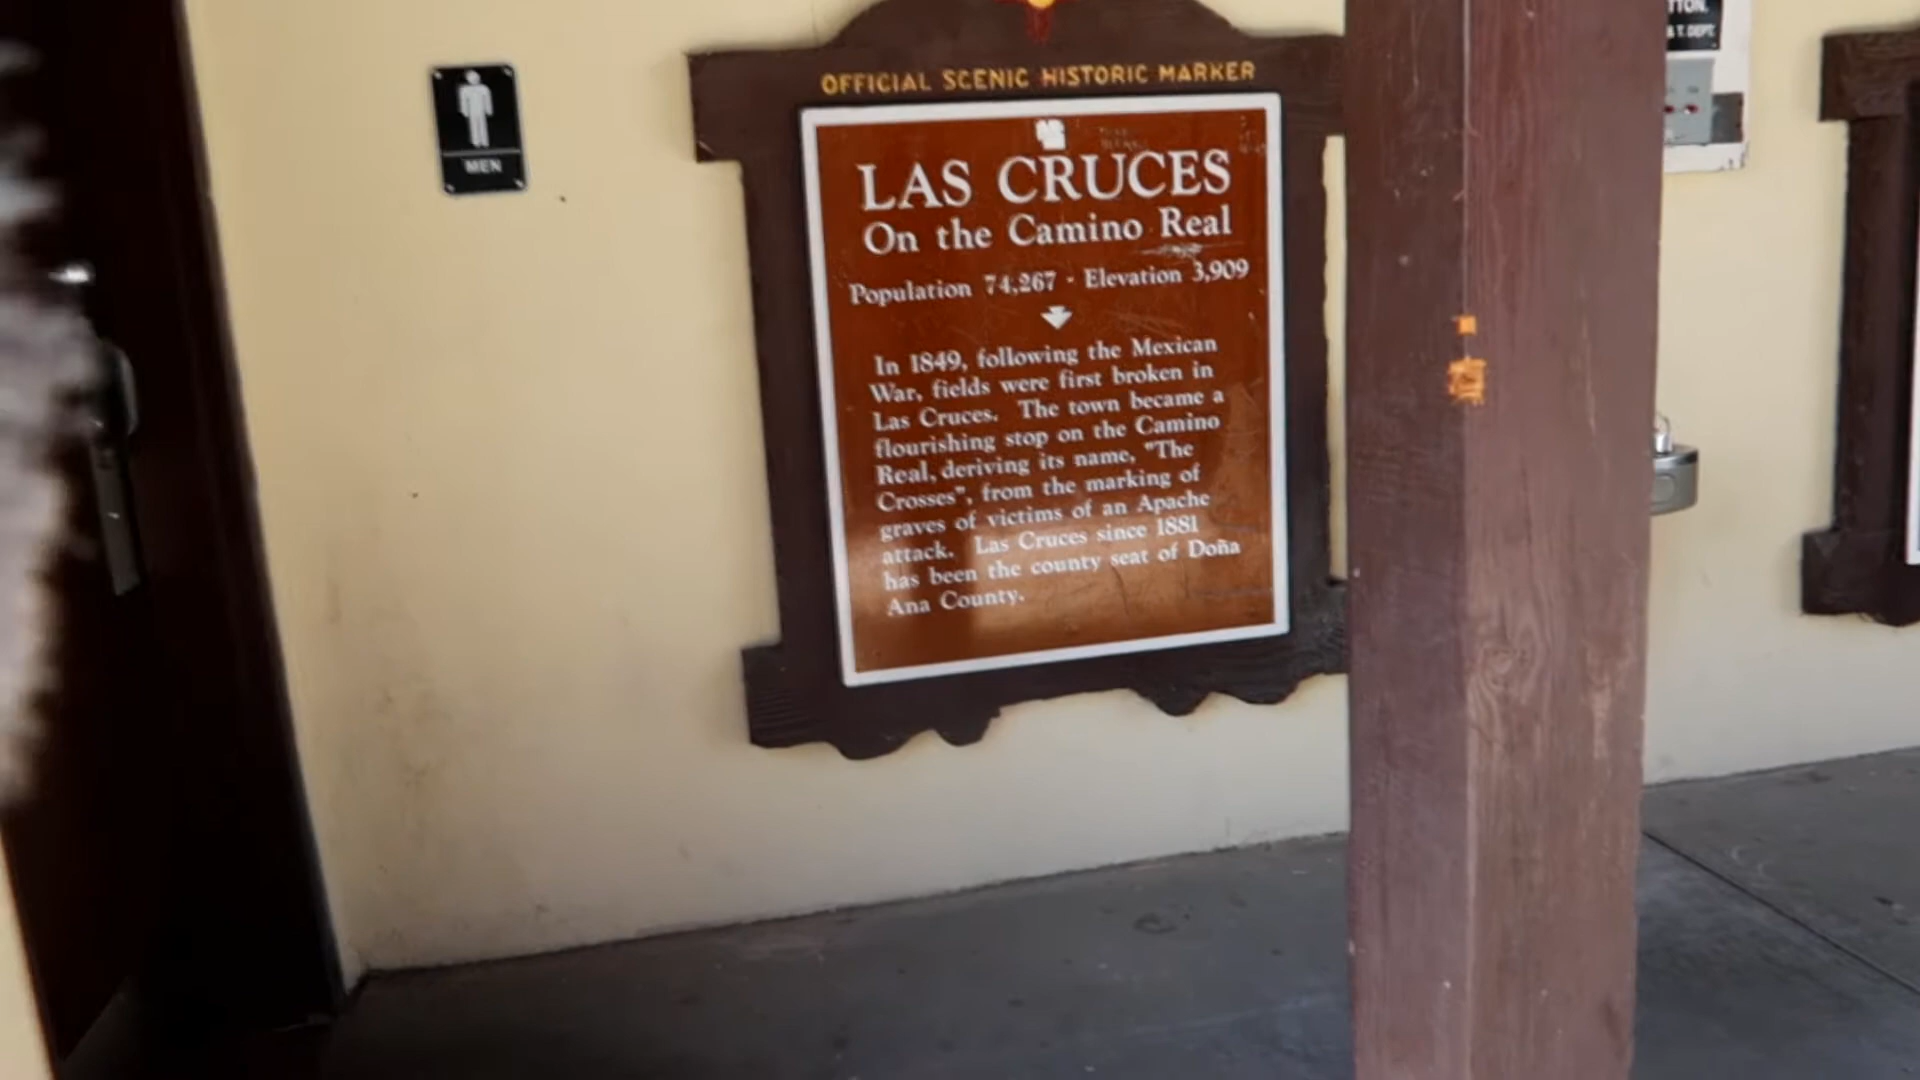 MEN
OFFICIAL SCENIC HISTORIC MARKER
LAS CRUCES
On the Camino Real
Population 74,267 · Elevation 3,909
In 1849, following the Mexican
War, fields were first broken in
Las Cruces. The town became a
flourishing stop on the Camino
Real, deriving its name, "The
Crosses", from the marking of
graves of victims of an Apache
attack. Las Cruces since 1881
has been the county seat of Doña
Ana County.
T. DEPT.